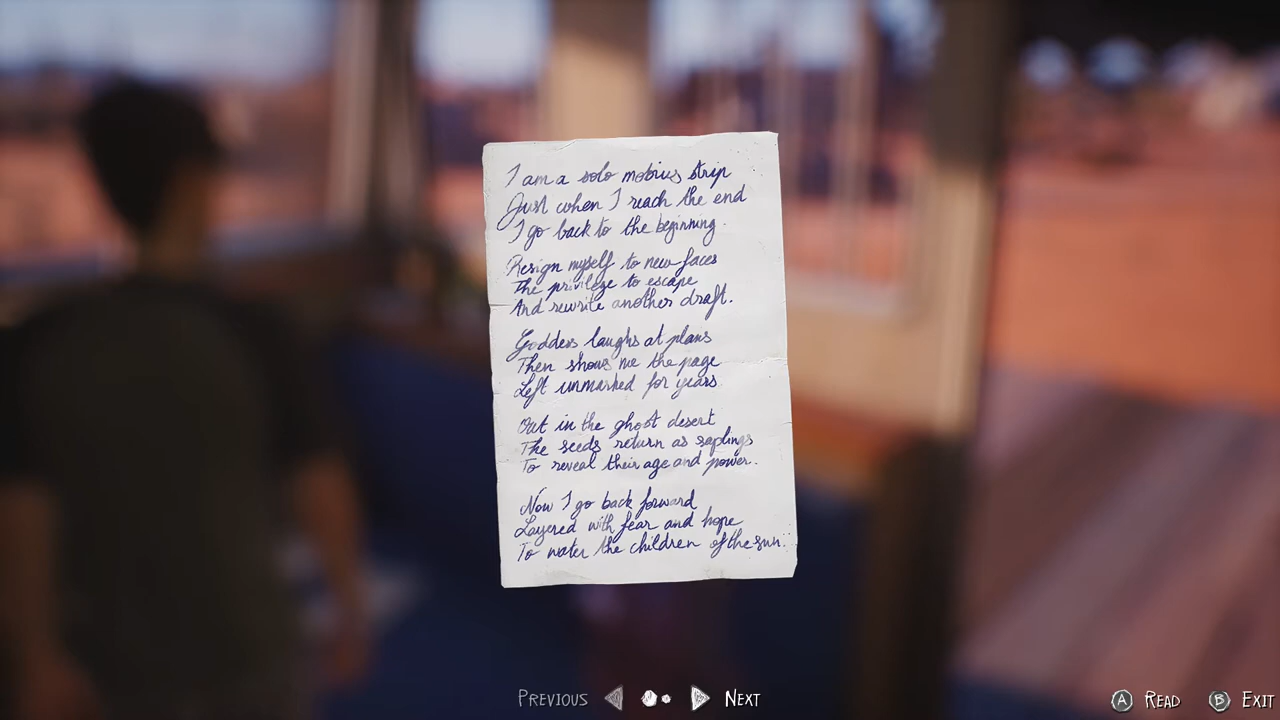 I am a solo mobius strip
Just when I reach the end
I go back to the beginning.
Resign myself to new faces
The privilege to escape
And rewrite another draft.
Goddess laughs at plans
Then shows me the page
Left unmarked for years.
Out in the ghost desert
The seeds return as saplings
To reveal their age and power.
Now I go back forward
Layered with fear and hope
To water the children of the sun.
PREVIOUS NEXT A READ B EXIT